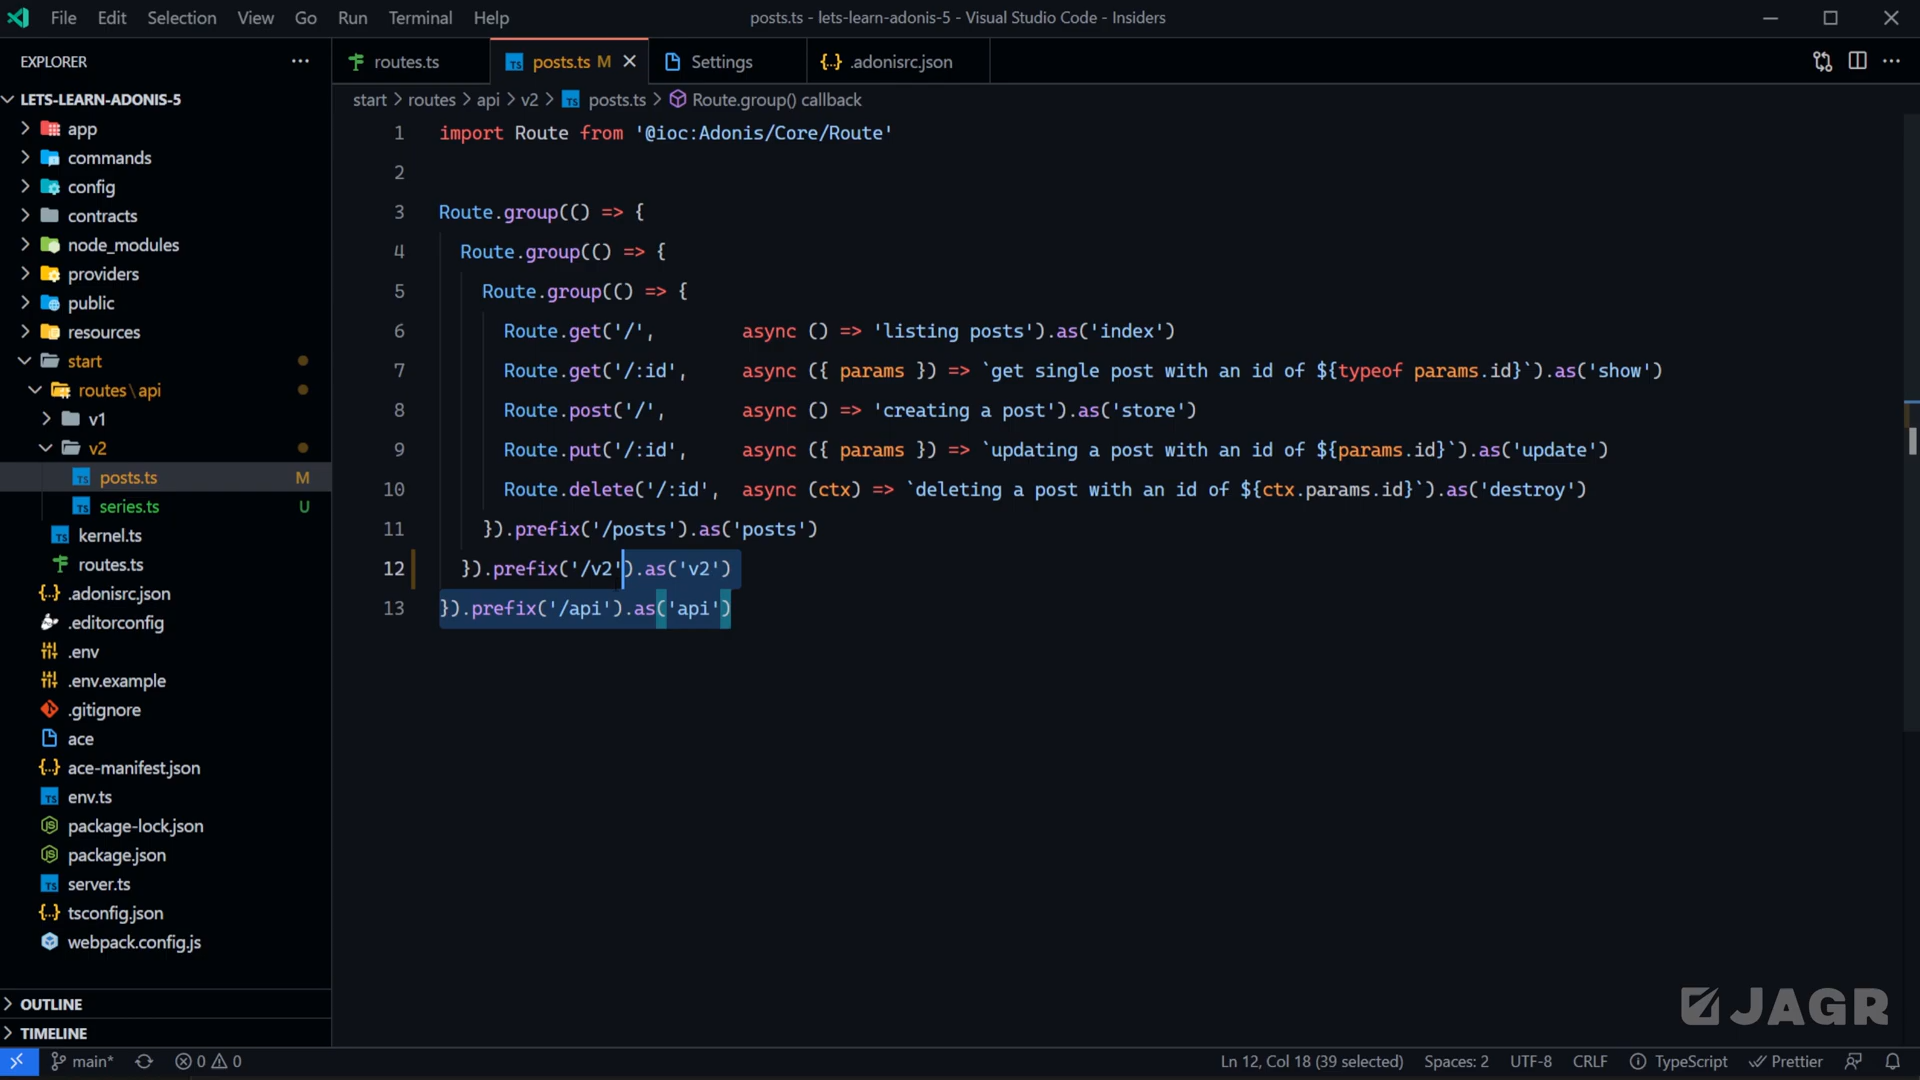 File Edit Selection View Go Run Terminal Help
posts.ts - lets-learn-adonis-5 - Visual Studio Code - Insiders
EXPLORER
routes.ts
posts.ts M
Settings
.adonisrc.json
start > routes > api > v2 > posts.ts > Route.group() callback
LETS-LEARN-ADONIS-5
app
commands
config
contracts
node_modules
providers
public
resources
start
routes\api
v1
v2
posts.ts M
series.ts U
kernel.ts
routes.ts
.adonisrc.json
.editorconfig
.env
.env.example
.gitignore
ace
ace-manifest.json
env.ts
package-lock.json
package.json
server.ts
tsconfig.json
webpack.config.js
OUTLINE
TIMELINE
1 import Route from '@ioc:Adonis/Core/Route'
2
3 Route.group(() => {
4 Route.group(() => {
5 Route.group(() => {
6 Route.get('/', async () => 'listing posts').as('index')
7 Route.get('/:id', async ({ params }) => `get single post with an id of ${typeof params.id}`).as('show')
8 Route.post('/', async () => 'creating a post').as('store')
9 Route.put('/:id', async ({ params }) => `updating a post with an id of ${params.id}`).as('update')
10 Route.delete('/:id', async (ctx) => `deleting a post with an id of ${ctx.params.id}`).as('destroy')
11 }).prefix('/posts').as('posts')
12 }).prefix('/v2').as('v2')
13 }).prefix('/api').as('api')
JAGR
main* 0 0
Ln 12, Col 18 (39 selected) Spaces: 2 UTF-8 CRLF TypeScript Prettier